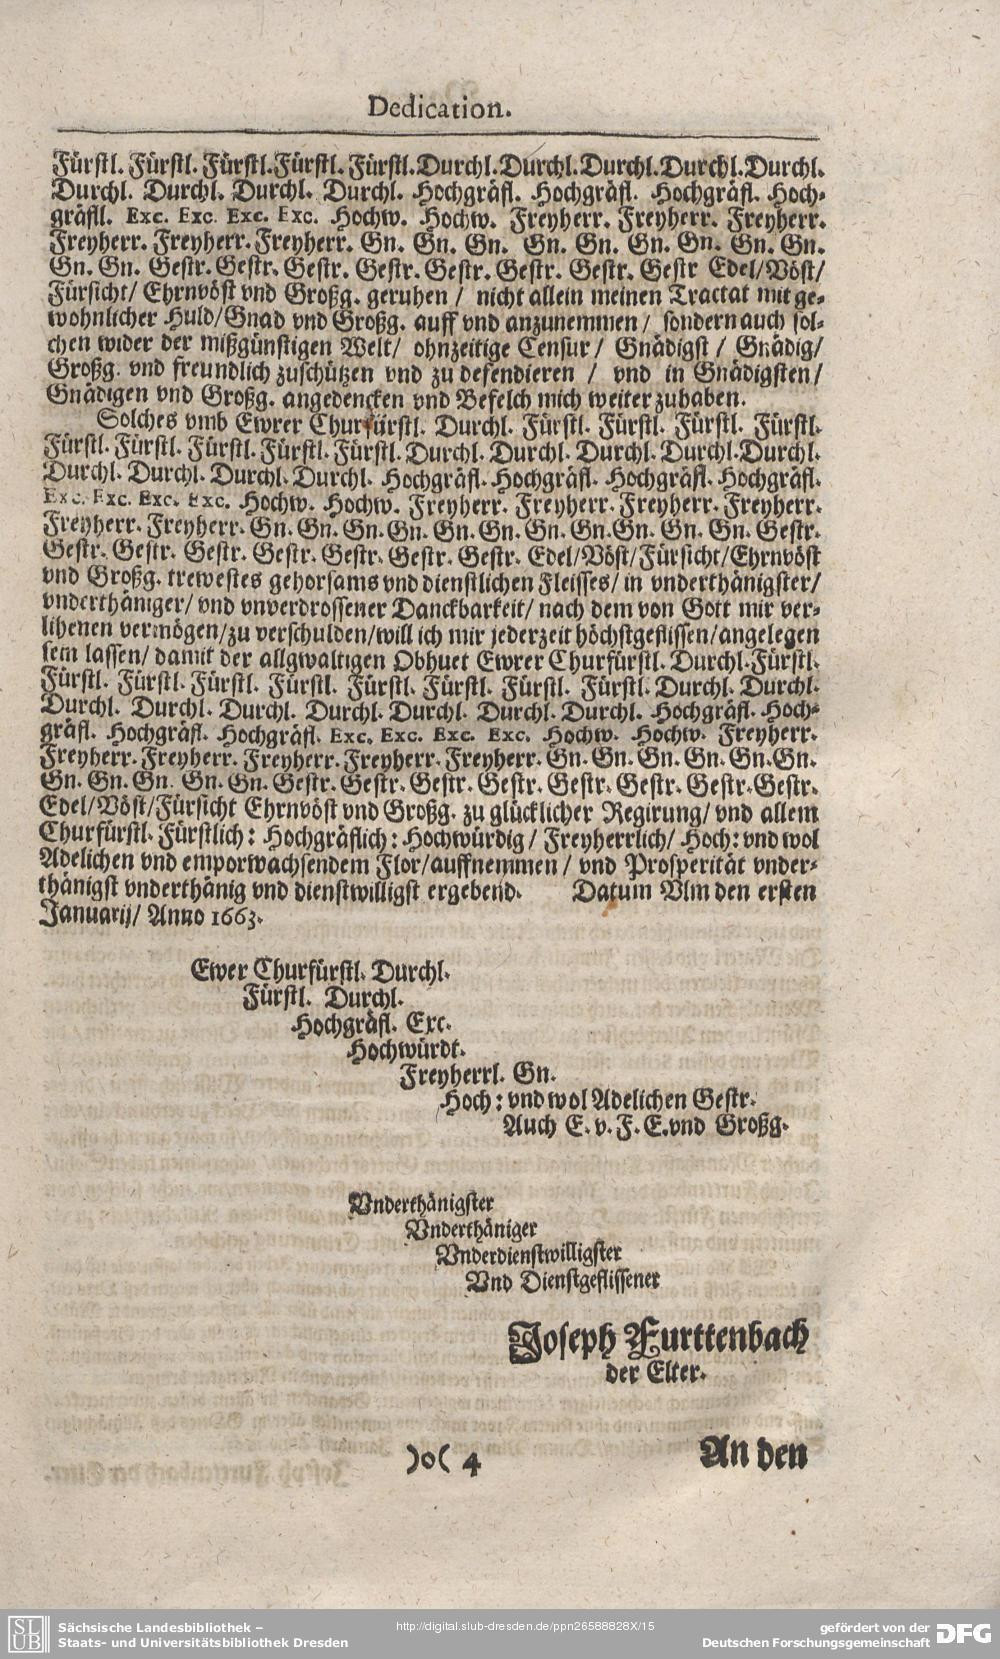 Dedication.
Fürstl. Fürstl. Fürstl. Fürstl. Fürstl. Durchl. Durchl. Durchl. Durchl. Durchl.
Durchl. Durchl. Durchl. Durchl. Hochgräfl. Hochgräfl. Hochgräfl. Hoch-
gräfll. Exc. Exc. Exc. Exc. Hochw. Hochw. Freyherr. Freyherr. Freyherr.
Freyherr. Freyherr. Freyherr. Gn. Gn. Gn. Gn. Gn. Gn. Gn. Gn. Gn.
Gn. Gn. Gestr. Gestr. Gestr. Gestr. Gestr. Gestr. Gestr. Gestr Edel/Vöst/
Fürsicht/ Ehrnvöst vnd Großg. geruhen / nicht allein meinen Tractat mit ge-
wohnlicher Huld/Gnad vnd Großg. auff vnd anzunemmen / sondern auch sol-
chen wider der mißgünstigen Welt/ ohnzeitige Censur / Gnädigst / Gnädig/
Großg. vnd freundlich zuschützen vnd zu defendieren / vnd in Gnädigsten/
Gnädigen vnd Großg. angedencken vnd Befelch mich weiter zuhaben.
Solches vmb Ewrer Churfürstl. Durchl. Fürstl. Fürstl. Fürstl. Fürstl.
Fürstl. Fürstl. Fürstl. Fürstl. Fürstl. Durchl. Durchl. Durchl. Durchl. Durchl.
Durchl. Durchl. Durchl. Durchl. Hochgräfl. Hochgräfl. Hochgräfl. Hochgräfl.
Exc. Exc. Exc. Exc. Hochw. Hochw. Freyherr. Freyherr. Freyherr. Freyherr.
Freyherr. Freyherr. Gn. Gn. Gn. Gn. Gn. Gn. Gn. Gn. Gn. Gn. Gn. Gestr.
Gestr. Gestr. Gestr. Gestr. Gestr. Gestr. Gestr. Edel/Vöst/Fürsicht/Ehrnvöst
vnd Großg. trewestes gehorsams vnd dienstlichen Fleisses/ in vnderthänigster/
vnderthäniger/ vnd vnverdrossener Danckbarkeit/ nach dem von Gott mir ver-
lihenen vermögen/zu verschulden/will ich mir jederzeit höchstgeflissen/angelegen
sein lassen/ damit der allgwaltigen Obhuet Ewrer Churfürstl. Durchl. Fürstl.
Fürstl. Fürstl. Fürstl. Fürstl. Fürstl. Fürstl. Fürstl. Fürstl. Durchl. Durchl.
Durchl. Durchl. Durchl. Durchl. Durchl. Durchl. Durchl. Hochgräfl. Hoch-
gräfl. Hochgräfl. Hochgräfl. Exc. Exc. Exc. Exc. Hochw. Hochw. Freyherr.
Freyherr. Freyherr. Freyherr. Freyherr. Freyherr. Gn. Gn. Gn. Gn. Gn. Gn.
Gn. Gn. Gn. Gn. Gn. Gestr. Gestr. Gestr. Gestr. Gestr. Gestr. Gestr. Gestr.
Edel/Vöst/Fürsicht Ehrnvöst vnd Großg. zu glücklicher Regirung/ vnd allem
Churfürstl. Fürstlich: Hochgräflich: Hochwürdig / Freyherrlich/ Hoch: vnd wol
Adelichen vnd emporwachsendem Flor/auffnemmen / vnd Prosperität vnder-
thänigst vnderthänig vnd dienstwilligst ergebend. Datum Vlm den ersten
Januarij/ Anno 1663.
Ewer Churfürstl. Durchl.
Fürstl. Durchl.
Hochgräfl. Exc.
Hochwürdt.
Freyherrl. Gn.
Hoch: vnd wol Adelichen Gestr.
Auch E. v. F. E. vnd Großg.
Vnderthänigster
Vnderthäniger
Vnderdienstwilligster
Vnd Dienstgeflissener
Joseph Furttenbach
der Elter.
)o( 4
An den
SLUB
Sächsische Landesbibliothek –
Staats- und Universitätsbibliothek Dresden
http://digital.slub-dresden.de/ppn26588828X/15
gefördert von der
Deutschen Forschungsgemeinschaft
DFG